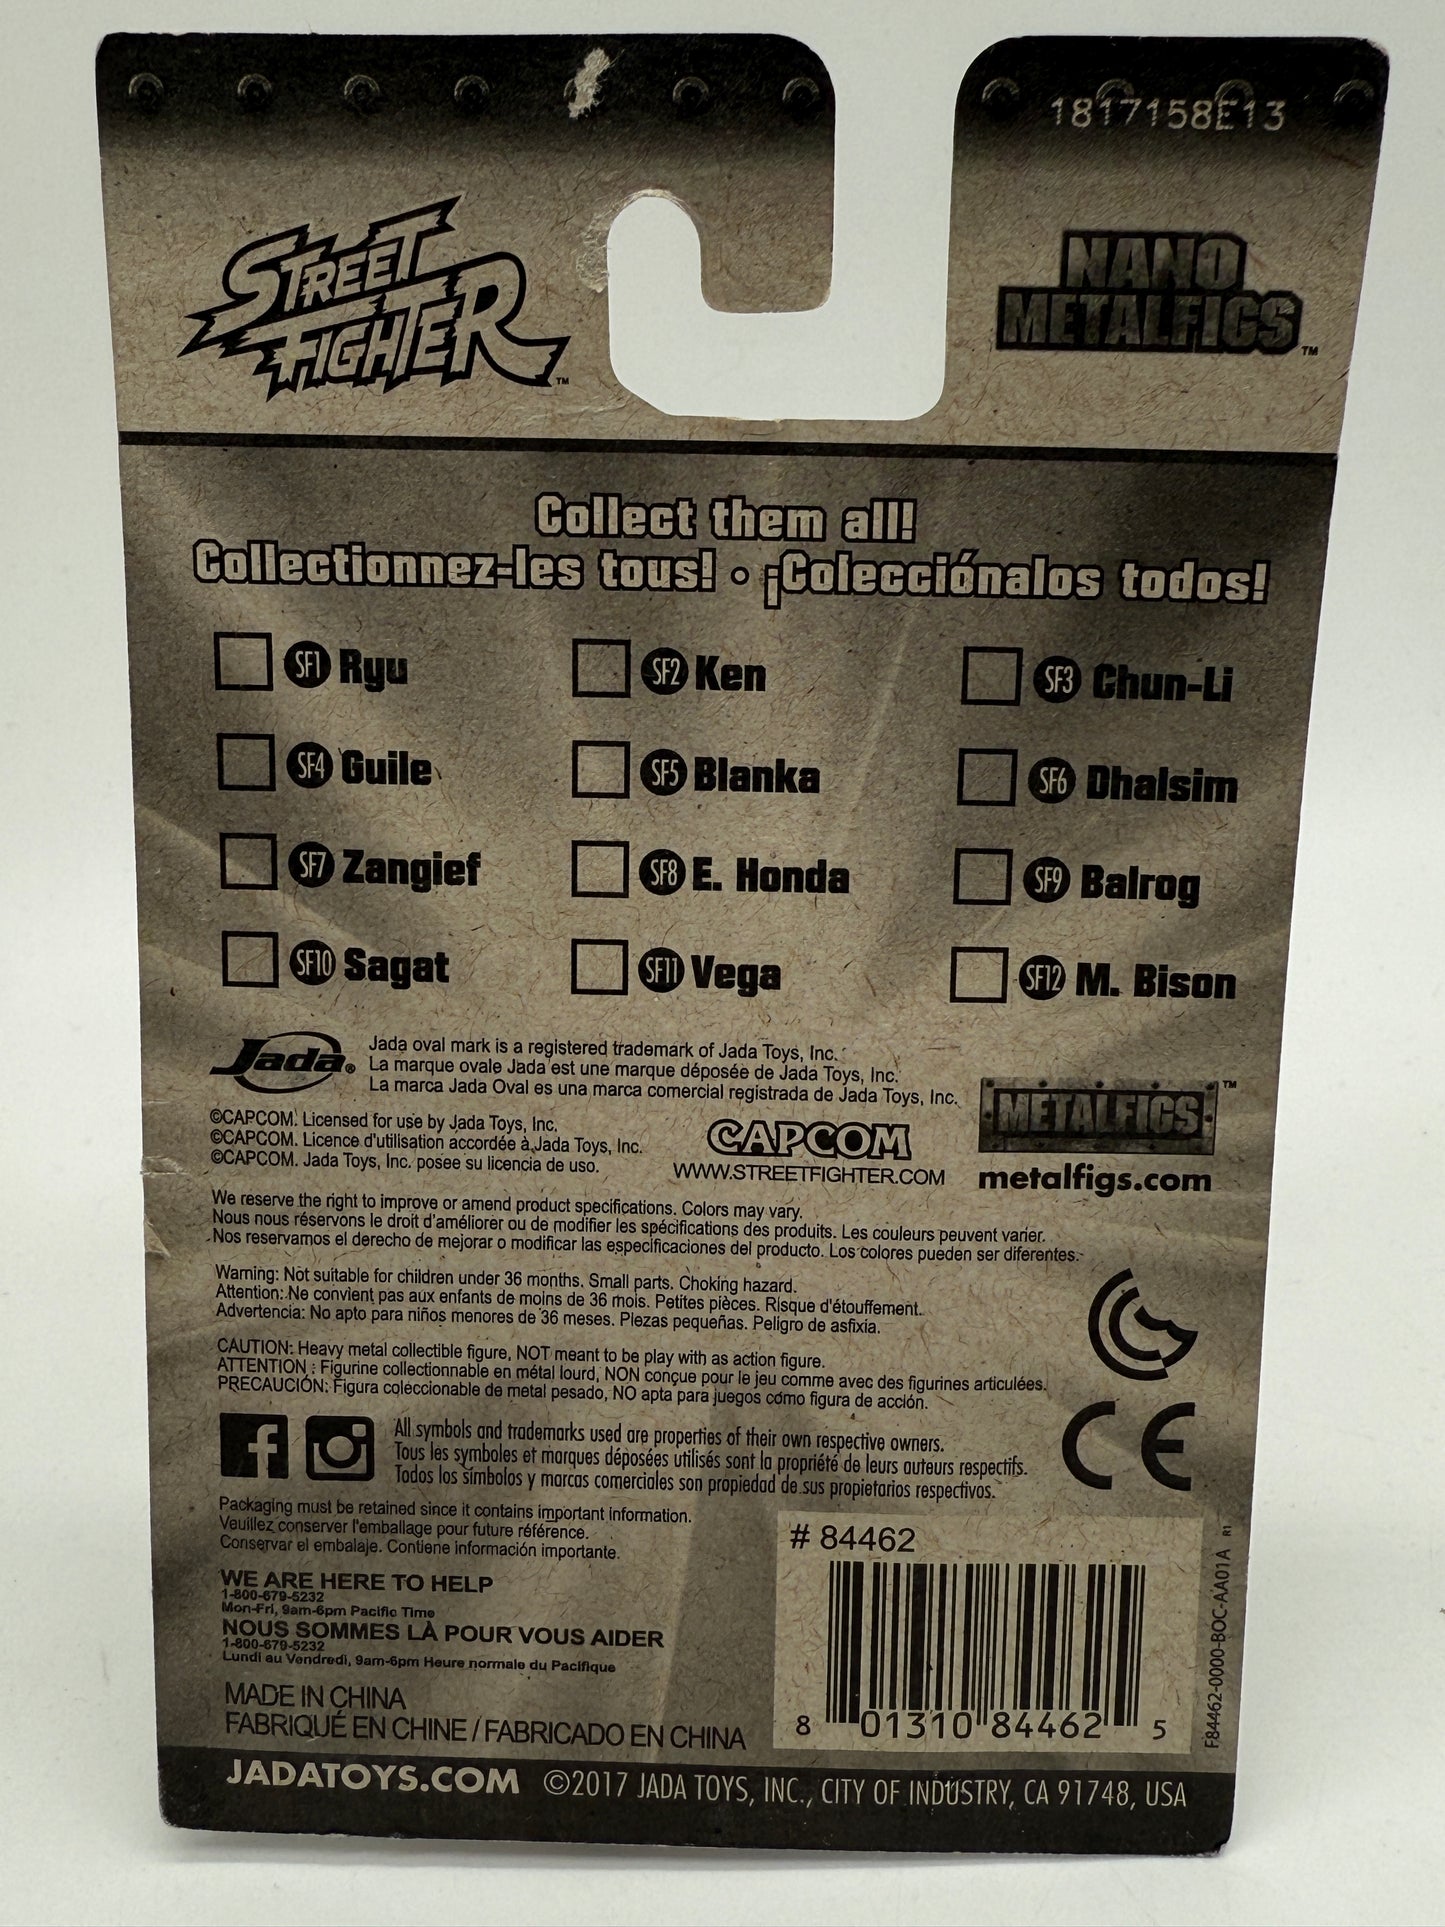 1817158E13
STREET
FIGHTER™
NANO
METALFIGS™
Collect them all!
Collectionnez-les tous! • ¡Colecciónalos todos!
SF1 Ryu
SF2 Ken
SF3 Chun-Li
SF4 Guile
SF5 Blanka
SF6 Dhalsim
SF7 Zangief
SF8 E. Honda
SF9 Balrog
SF10 Sagat
SF11 Vega
SF12 M. Bison
Jada®
Jada oval mark is a registered trademark of Jada Toys, Inc.
La marque ovale Jada est une marque déposée de Jada Toys, Inc.
La marca Jada Oval es una marca comercial registrada de Jada Toys, Inc.
©CAPCOM. Licensed for use by Jada Toys, Inc.
©CAPCOM. Licence d'utilisation accordée à Jada Toys, Inc.
©CAPCOM. Jada Toys, Inc. posee su licencia de uso.
CAPCOM
WWW.STREETFIGHTER.COM
METALFIGS™
metalfigs.com
We reserve the right to improve or amend product specifications. Colors may vary.
Nous nous réservons le droit d'améliorer ou de modifier les spécifications des produits. Les couleurs peuvent varier.
Nos reservamos el derecho de mejorar o modificar las especificaciones del producto. Los colores pueden ser diferentes.
Warning: Not suitable for children under 36 months. Small parts. Choking hazard.
Attention: Ne convient pas aux enfants de moins de 36 mois. Petites pièces. Risque d'étouffement.
Advertencia: No apto para niños menores de 36 meses. Piezas pequeñas. Peligro de asfixia.
CAUTION: Heavy metal collectible figure, NOT meant to be play with as action figure.
ATTENTION : Figurine collectionnable en métal lourd, NON conçue pour le jeu comme avec des figurines articulées.
PRECAUCIÓN: Figura coleccionable de metal pesado, NO apta para juegos cómo figura de acción.
CE
All symbols and trademarks used are properties of their own respective owners.
Tous les symboles et marques déposées utilisés sont la propriété de leurs auteurs respectifs.
Todos los símbolos y marcas comerciales son propiedad de sus propietarios respectivos.
Packaging must be retained since it contains important information.
Veuillez conserver l'emballage pour future référence.
Conservar el embalaje. Contiene información importante.
WE ARE HERE TO HELP
1-800-679-5232
Mon-Fri, 9am-6pm Pacific Time
NOUS SOMMES LÀ POUR VOUS AIDER
1-800-679-5232
Lundi au Vendredi, 9am-6pm Heure normale du Pacifique
# 84462
8 01310 84462 5
F84462-0000-BOC-AA01A R1
MADE IN CHINA
FABRIQUÉ EN CHINE / FABRICADO EN CHINA
JADATOYS.COM ©2017 JADA TOYS, INC., CITY OF INDUSTRY, CA 91748, USA